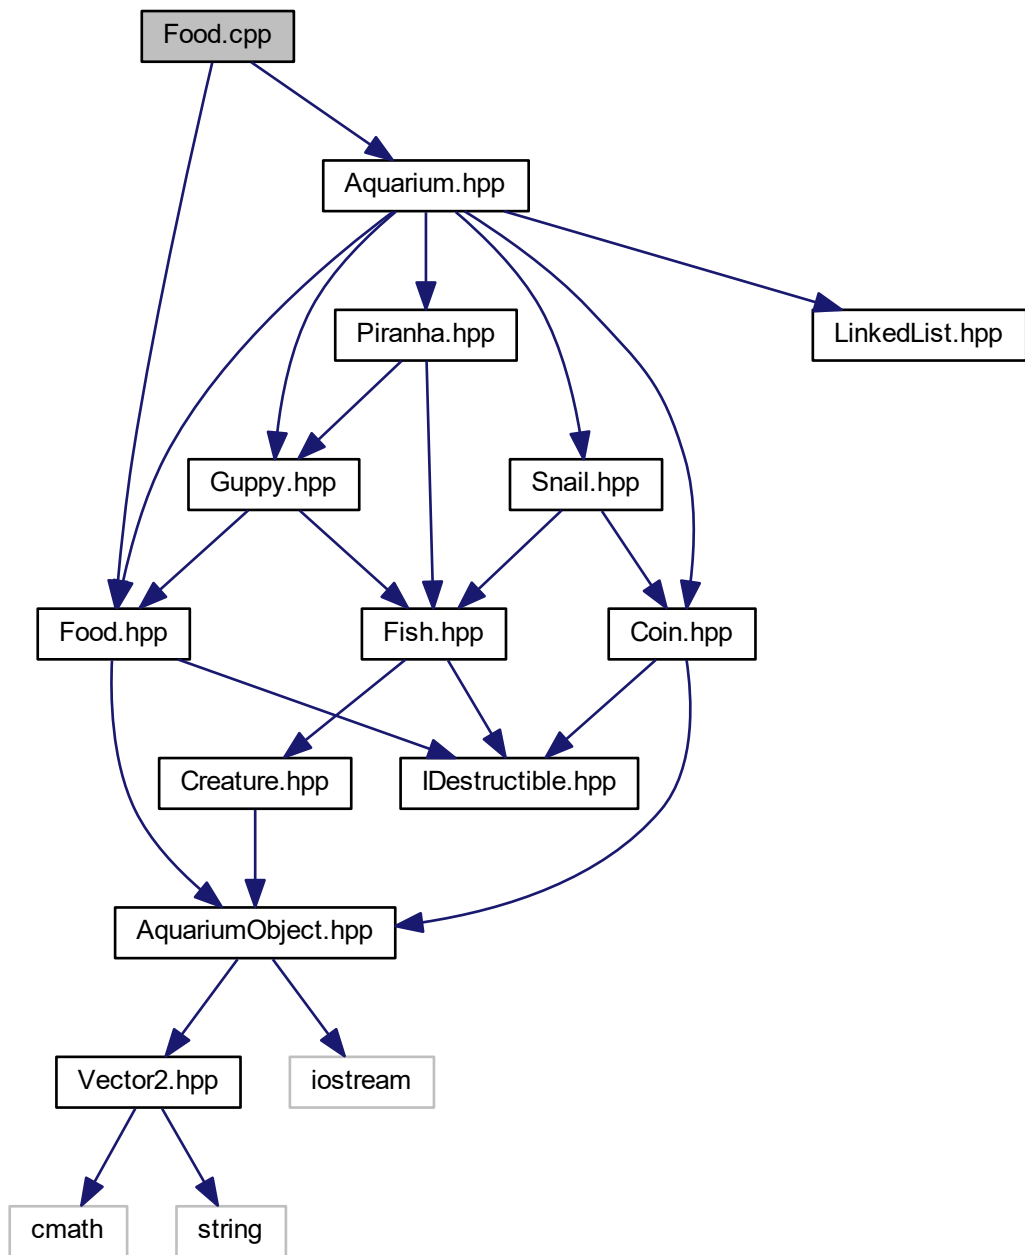 Food.cpp
Aquarium.hpp
Piranha.hpp
LinkedList.hpp
Guppy.hpp
Snail.hpp
Food.hpp
Fish.hpp
Coin.hpp
Creature.hpp
IDestructible.hpp
AquariumObject.hpp
Vector2.hpp
iostream
cmath
string